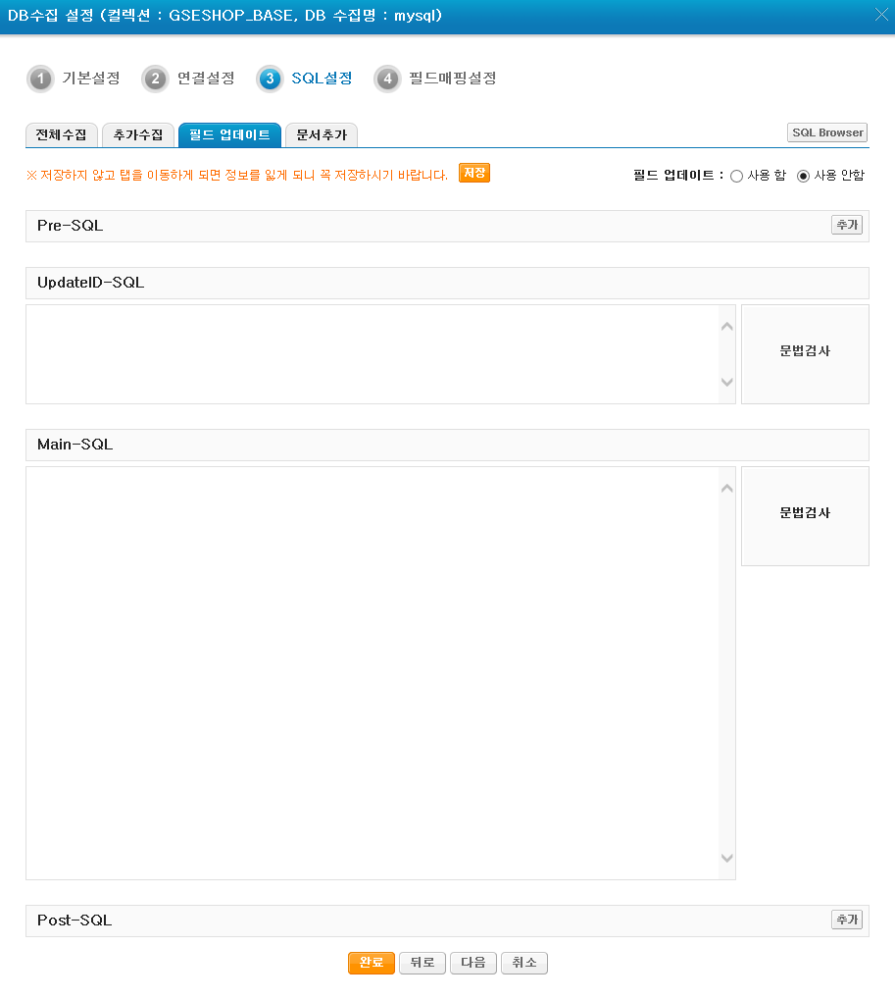 DB수집 설정 (컬렉션 : GSESHOP_BASE, DB 수집명 : mysql)
1 기본설정 2 연결설정 3 SQL설정 4 필드매핑설정
전체수집 추가수집 필드 업데이트 문서추가 SQL Browser
※ 저장하지 않고 탭을 이동하게 되면 정보를 잃게 되니 꼭 저장하시기 바랍니다. 저장 필드 업데이트 : 사용 함 사용 안함
Pre-SQL 추가
UpdateID-SQL
문법검사
Main-SQL
문법검사
Post-SQL 추가
완료 뒤로 다음 취소